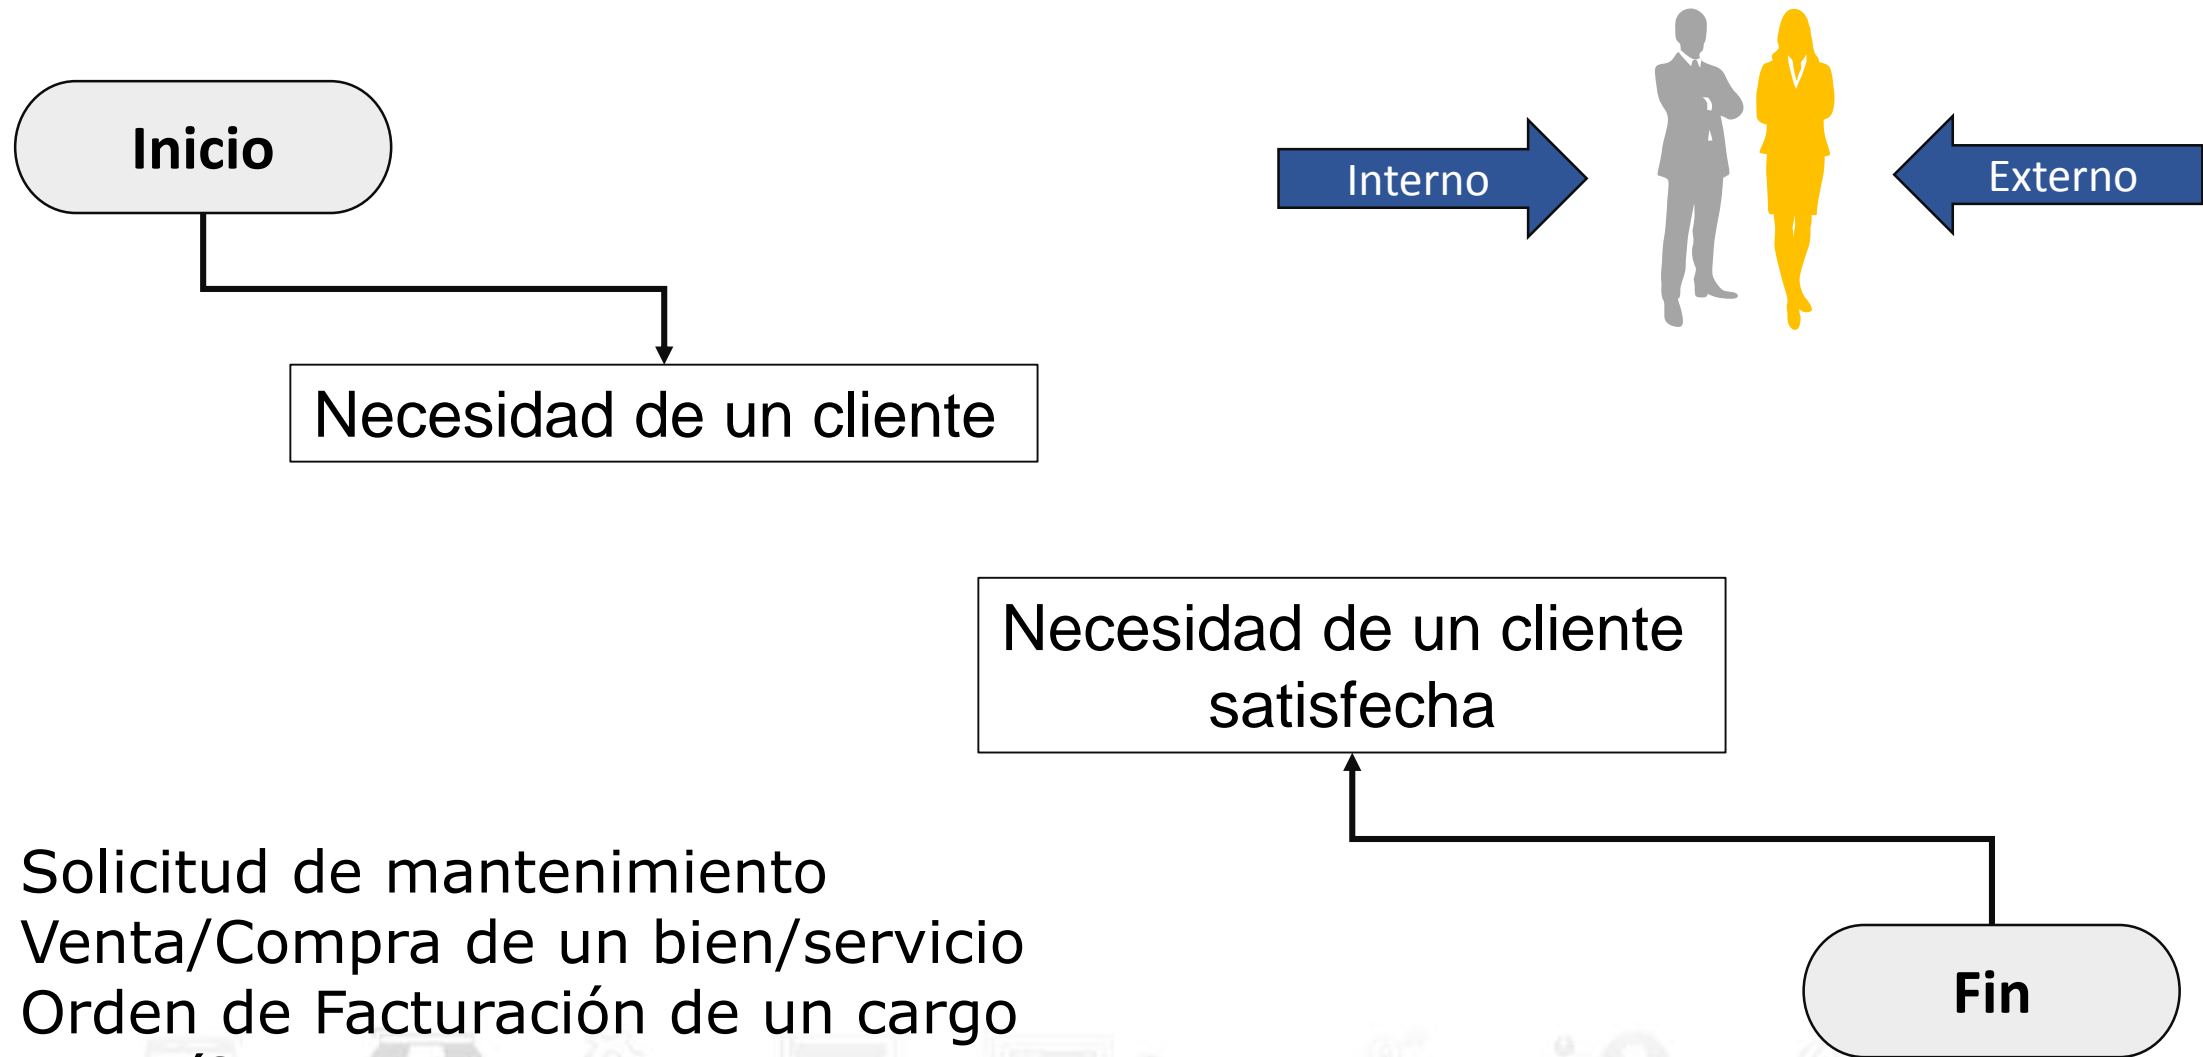 Inicio
Interno
Externo
Necesidad de un cliente
Necesidad de un cliente
satisfecha
Solicitud de mantenimiento
Venta/Compra de un bien/servicio
Orden de Facturación de un cargo
Fin